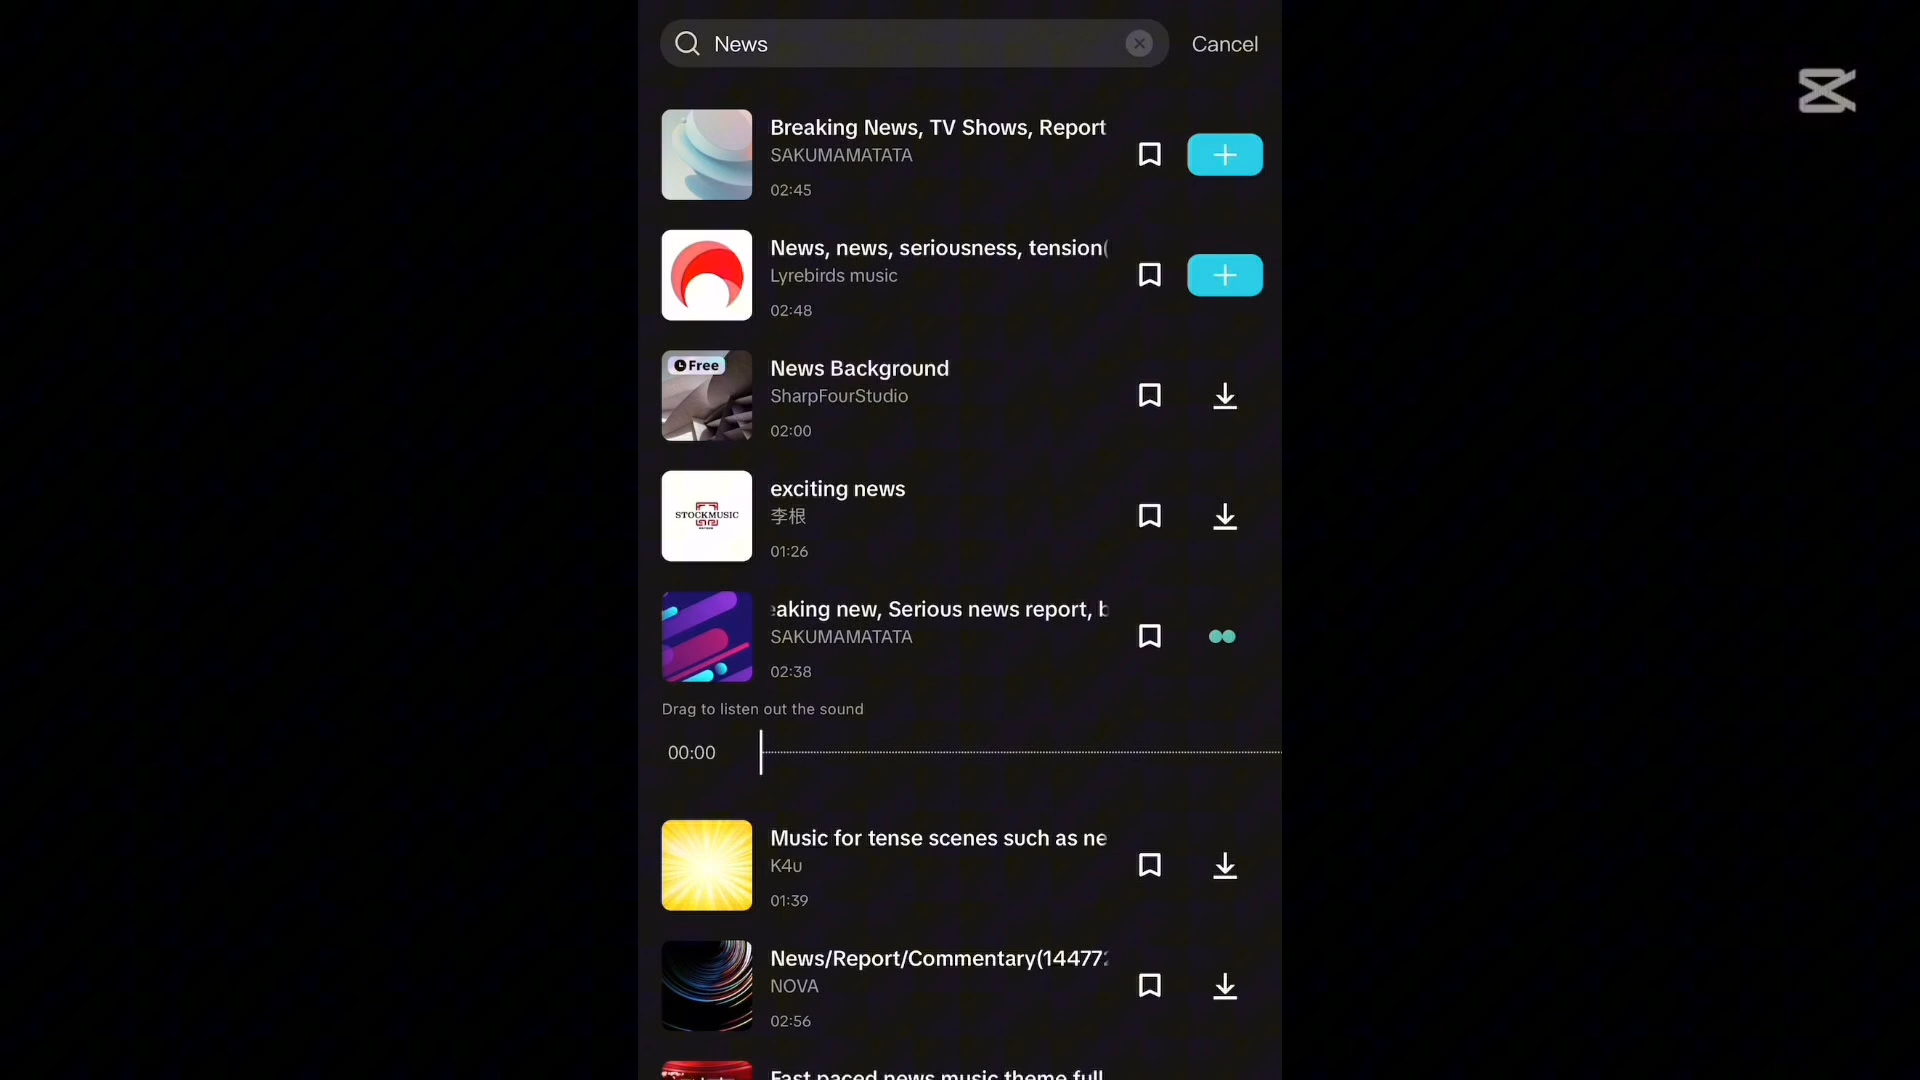 News
Cancel
Breaking News, TV Shows, Report
SAKUMAMATATA
02:45
News, news, seriousness, tension(
Lyrebirds music
02:48
Free
News Background
SharpFourStudio
02:00
STOCKMUSIC
exciting news
李根
01:26
eaking new, Serious news report, b
SAKUMAMATATA
02:38
Drag to listen out the sound
00:00
Music for tense scenes such as ne
K4u
01:39
News/Report/Commentary(144772
NOVA
02:56
Fast paced news music theme full